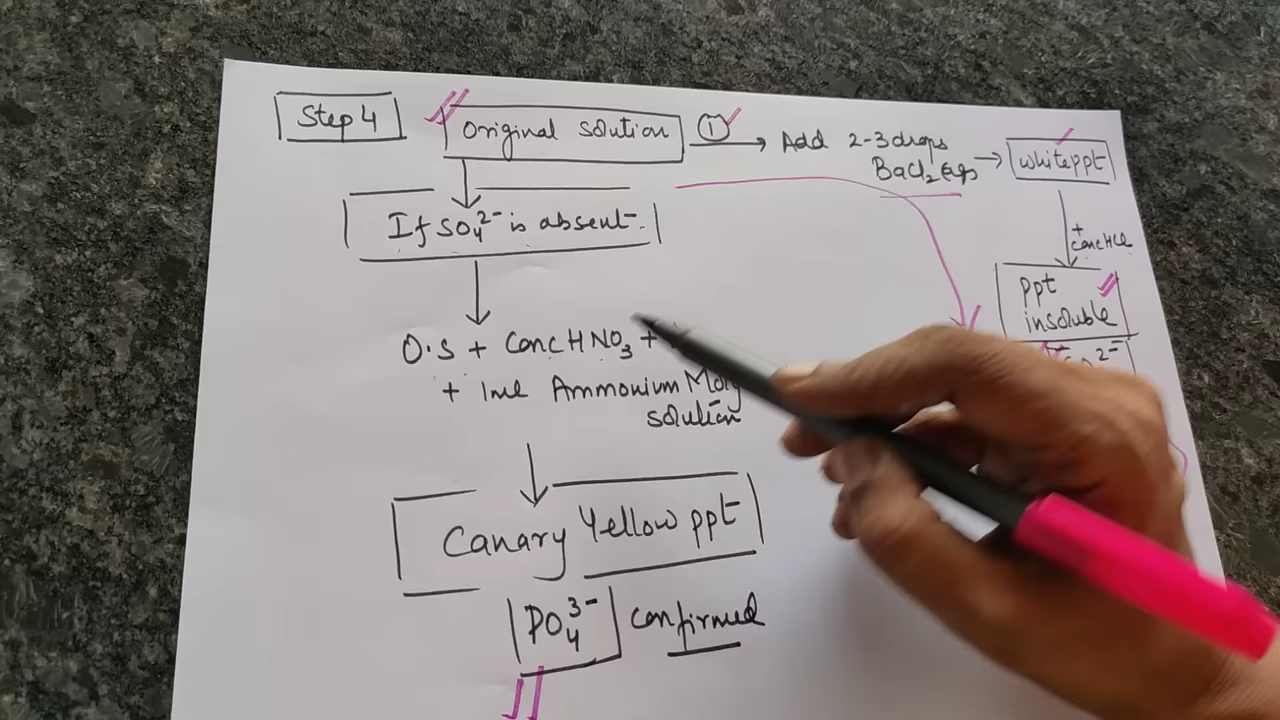 Step 4
Original solution
①
Add 2-3 drops
BaCl₂ (aq)
white ppt
+
Conc HCl
ppt
insoluble
If SO₄²⁻ is absent.
O.S + Conc HNO₃ +
+ 1ml Ammonium
solution
Canary Yellow ppt
PO₄³⁻ confirmed